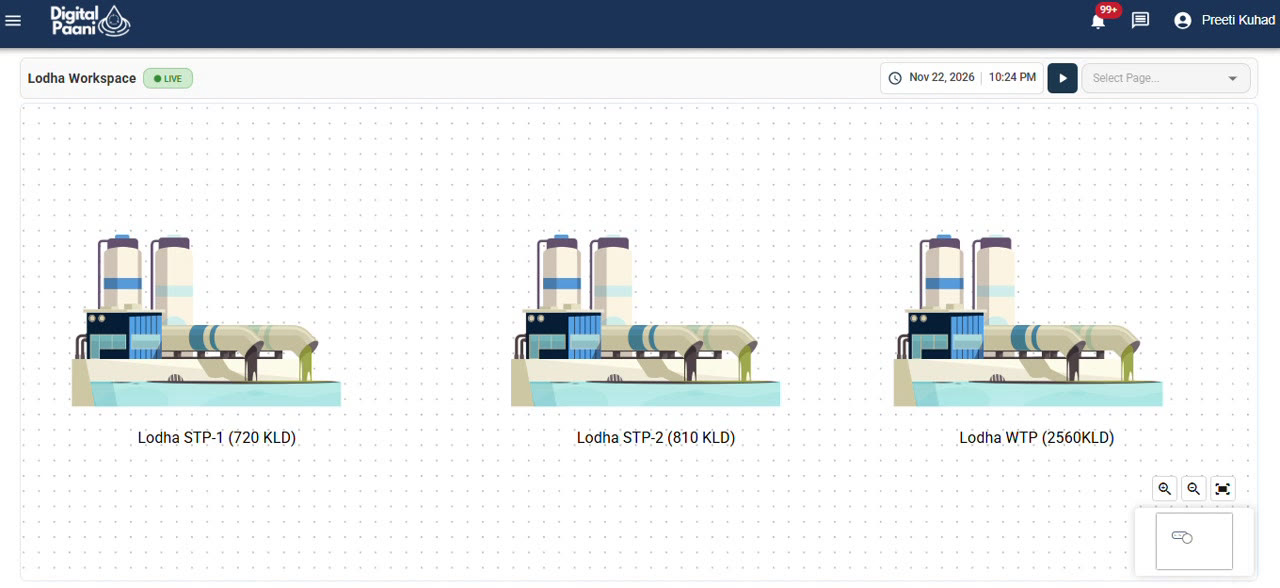 Digital
Paani
99+
Preeti Kuhad
Lodha Workspace
LIVE
Nov 22, 2026 | 10:24 PM
Select Page...
Lodha STP-1 (720 KLD)
Lodha STP-2 (810 KLD)
Lodha WTP (2560KLD)